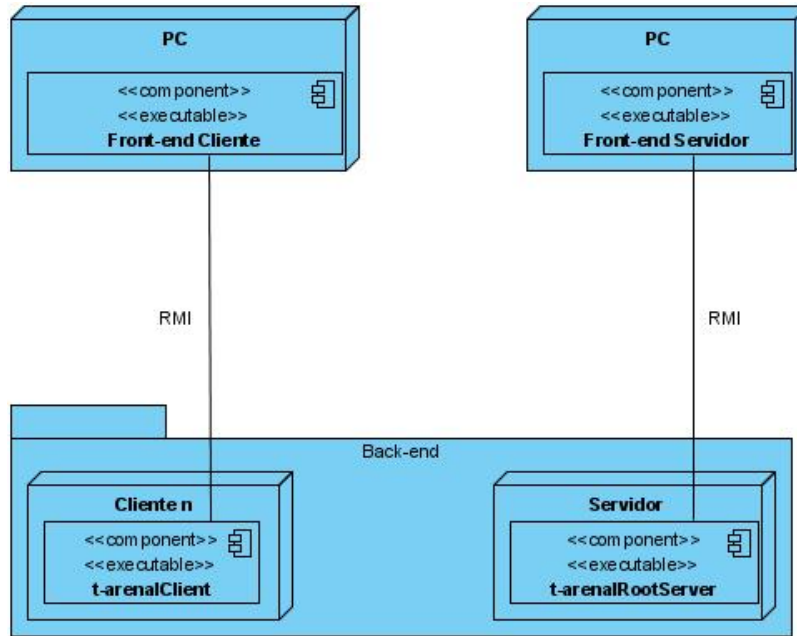 PC
<<component>>
<<executable>>
Front-end Cliente
PC
<<component>>
<<executable>>
Front-end Servidor
RMI
RMI
Back-end
Cliente n
<<component>>
<<executable>>
t-arenalClient
Servidor
<<component>>
<<executable>>
t-arenalRootServer